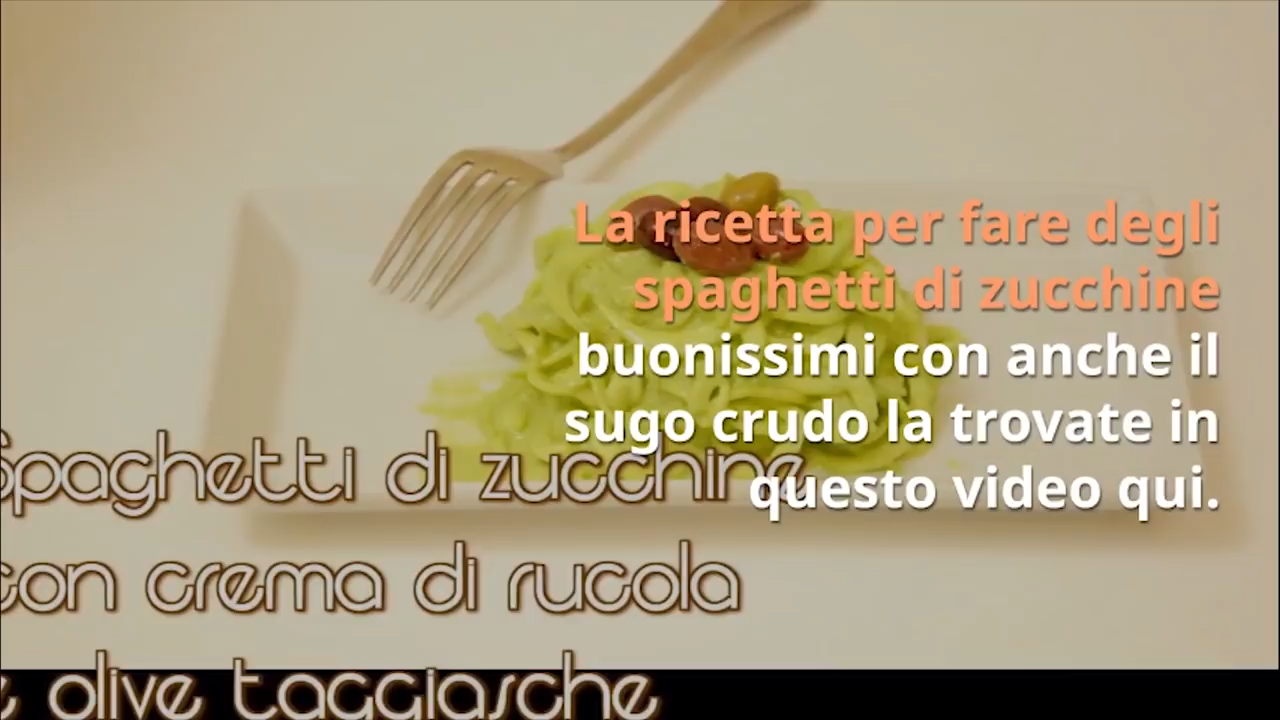 La ricetta per fare degli
spaghetti di zucchine
buonissimi con anche il
sugo crudo la trovate in
questo video qui.
Spaghetti di zucchine
con crema di rucola
e olive taggiasche